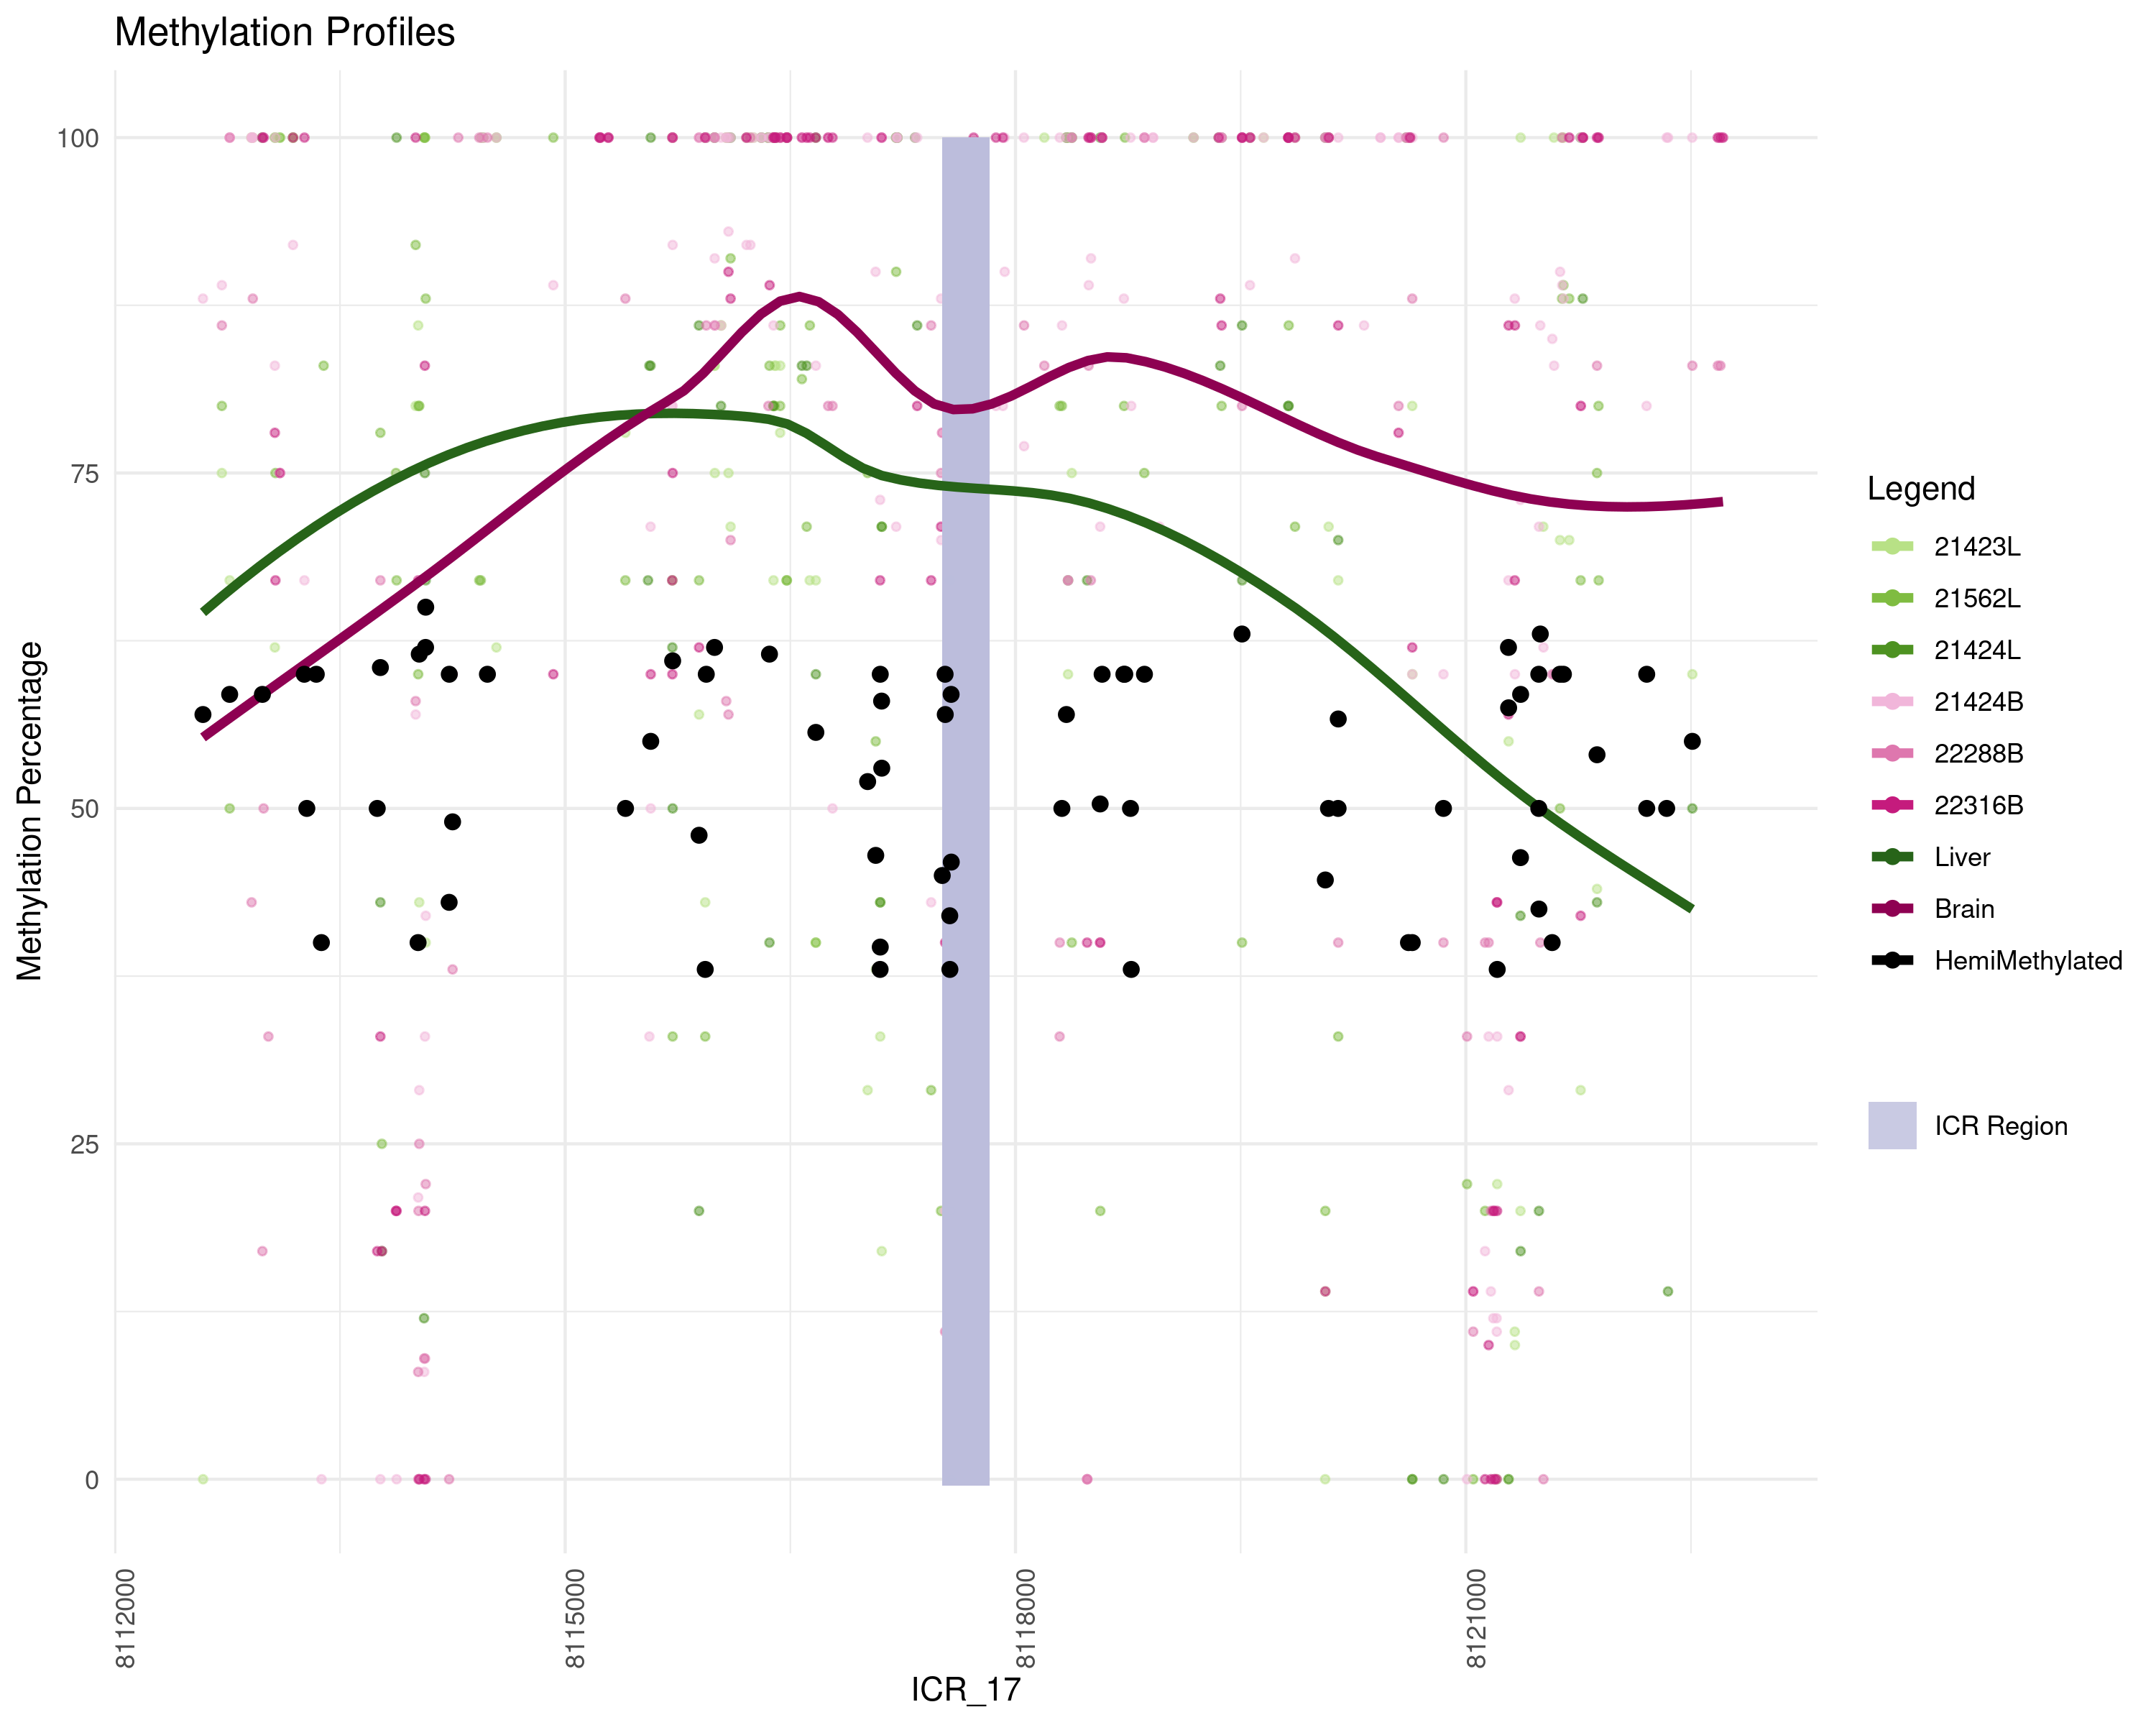 Methylation Profiles
Methylation Percentage
100
75
50
25
0
8112000
8115000
8118000
8121000
ICR_17
Legend
21423L
21562L
21424L
21424B
22288B
22316B
Liver
Brain
HemiMethylated
ICR Region